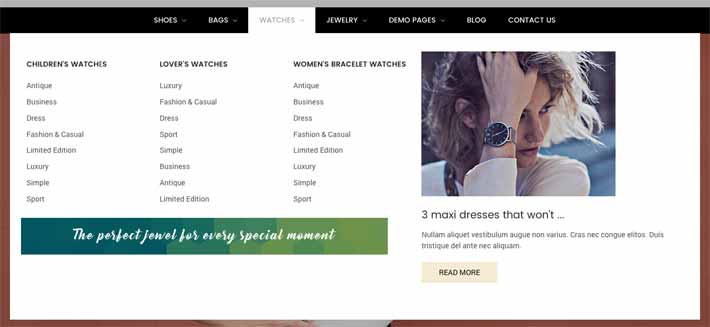 SHOES BAGS WATCHES JEWELRY DEMO PAGES BLOG CONTACT US
CHILDREN'S WATCHES
Antique
Business
Dress
Fashion & Casual
Limited Edition
Luxury
Simple
Sport
LOVER'S WATCHES
Luxury
Fashion & Casual
Dress
Sport
Simple
Business
Antique
Limited Edition
WOMEN'S BRACELET WATCHES
Antique
Business
Dress
Fashion & Casual
Limited Edition
Luxury
Simple
Sport
The perfect jewel for every special moment
3 maxi dresses that won't ...
Nullam aliquet vestibulum augue non varius. Cras nec congue elitos. Duis
tristique del ante nec aliquam.
READ MORE